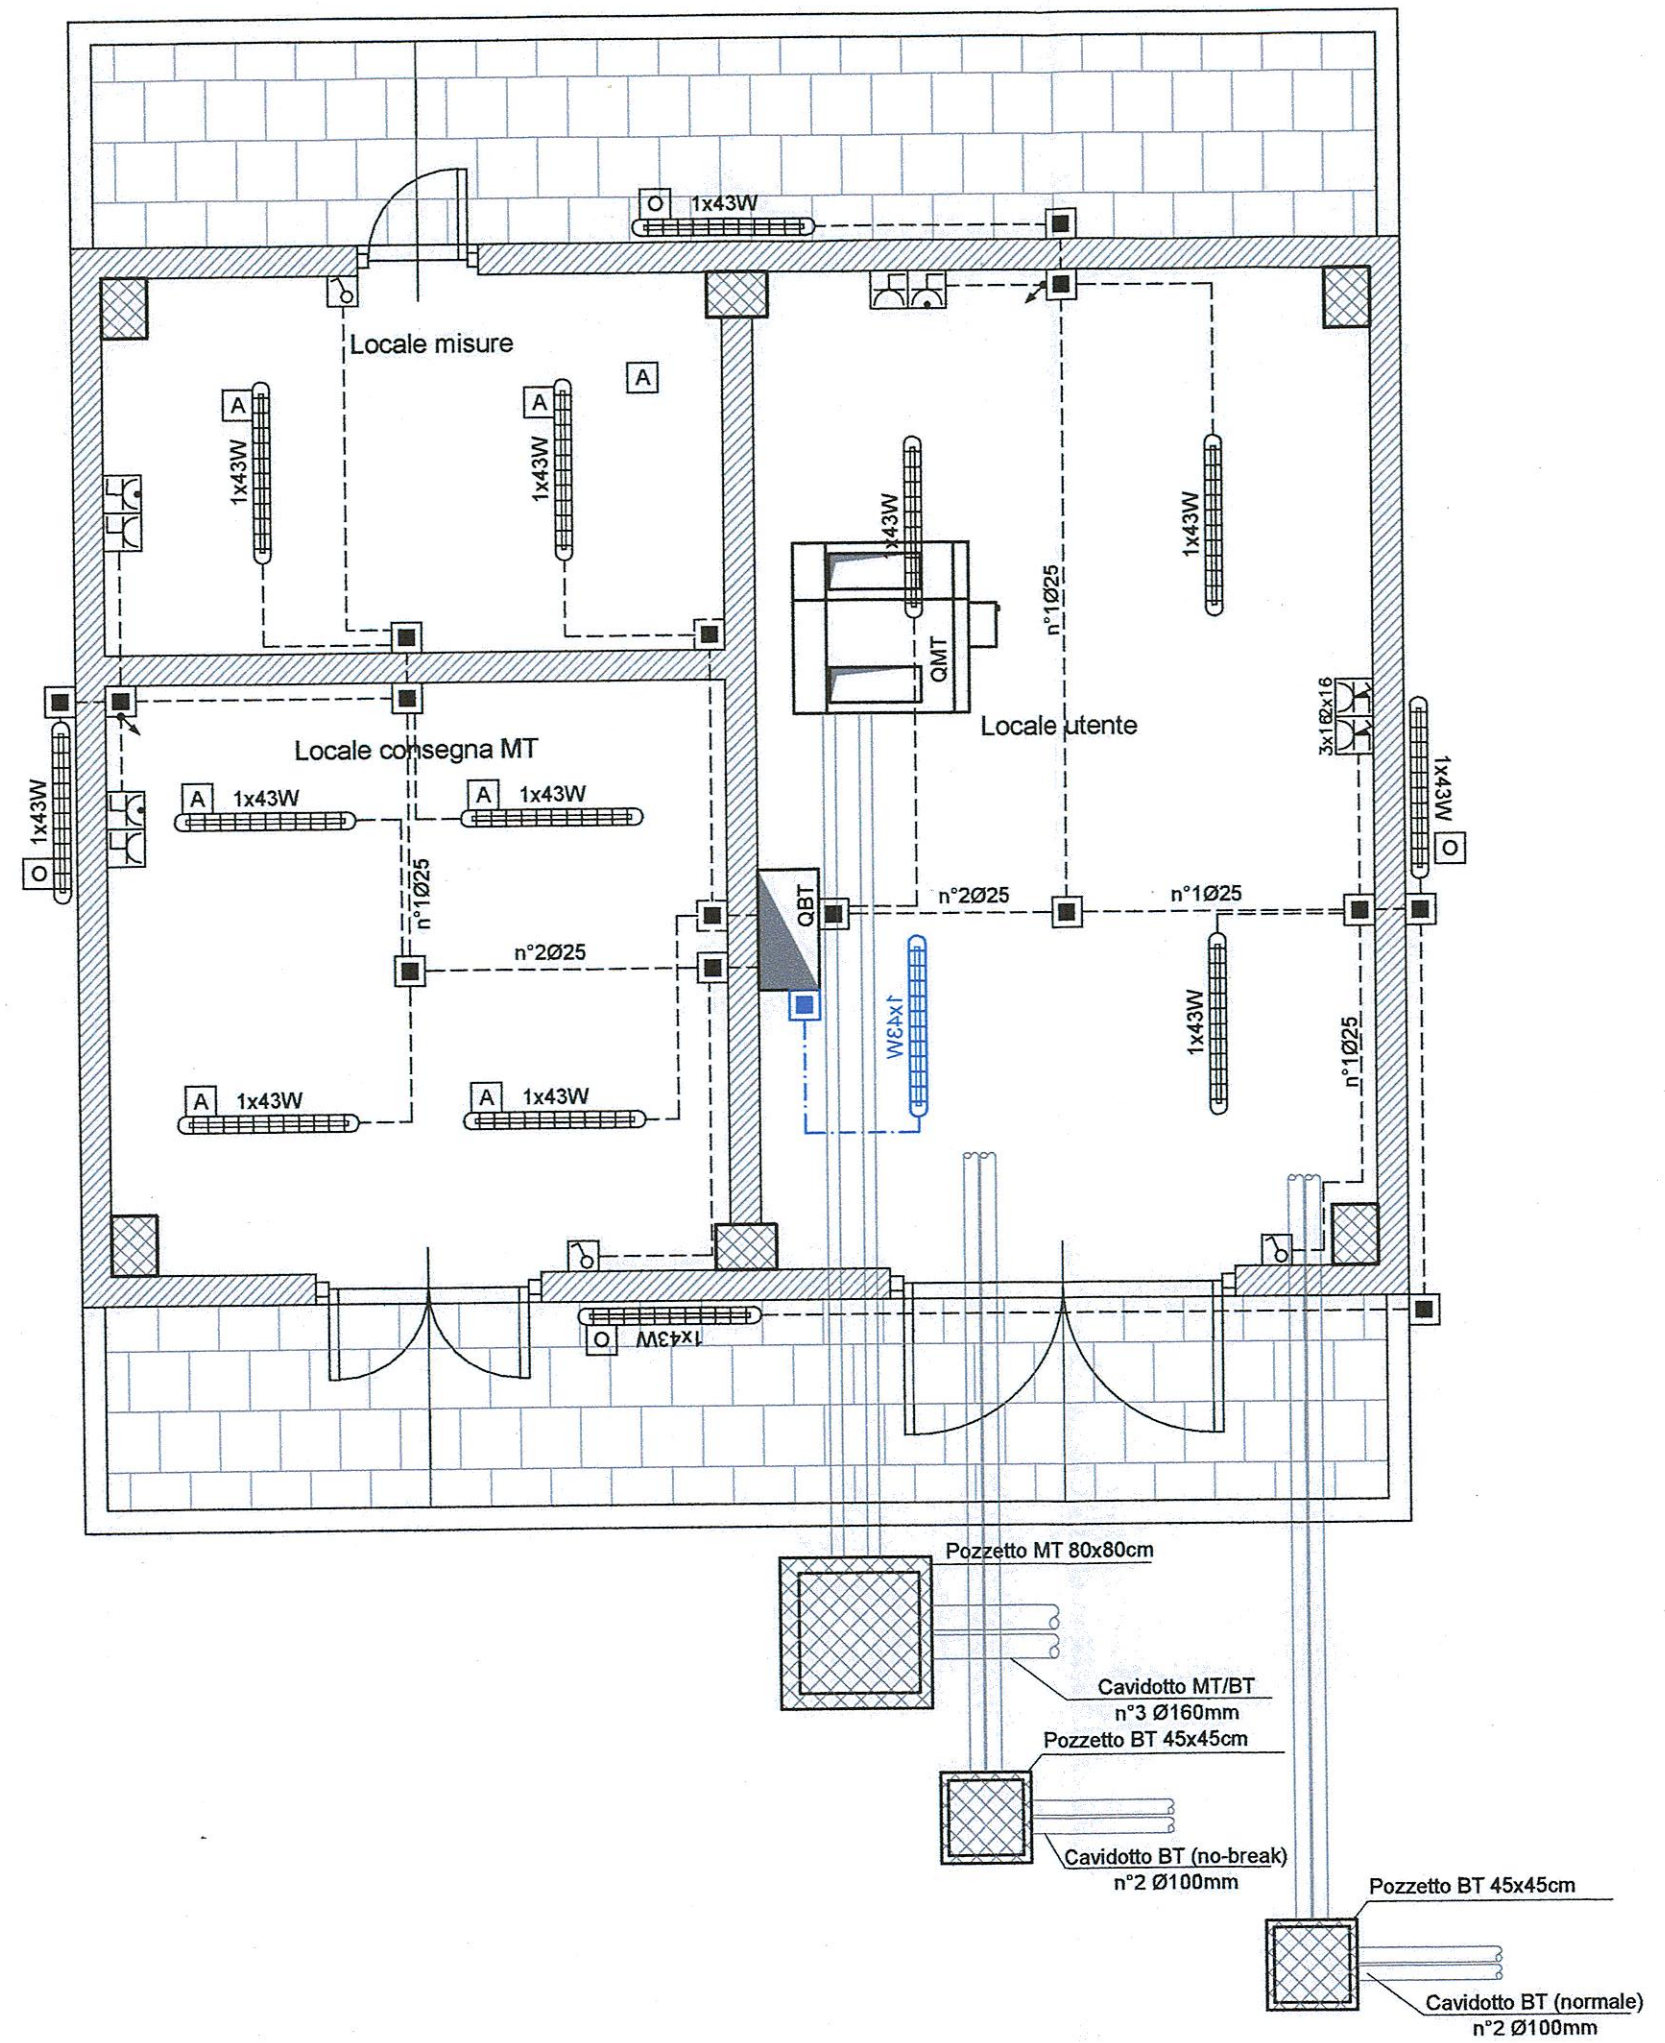 O 1x43W
Locale misure
A
A
A
1x43W
1x43W
1x43W
1x43W
n°1Ø25
QMT
Locale utente
3x16
2x16
1x43W
O
Locale consegna MT
1x43W
O
A 1x43W
A 1x43W
n°1Ø25
QBT
n°2Ø25
n°1Ø25
n°2Ø25
1x43W
1x43W
n°1Ø25
A 1x43W
A 1x43W
O 1x43W
Pozzetto MT 80x80cm
Cavidotto MT/BT
n°3 Ø160mm
Pozzetto BT 45x45cm
Cavidotto BT (no-break)
n°2 Ø100mm
Pozzetto BT 45x45cm
Cavidotto BT (normale)
n°2 Ø100mm